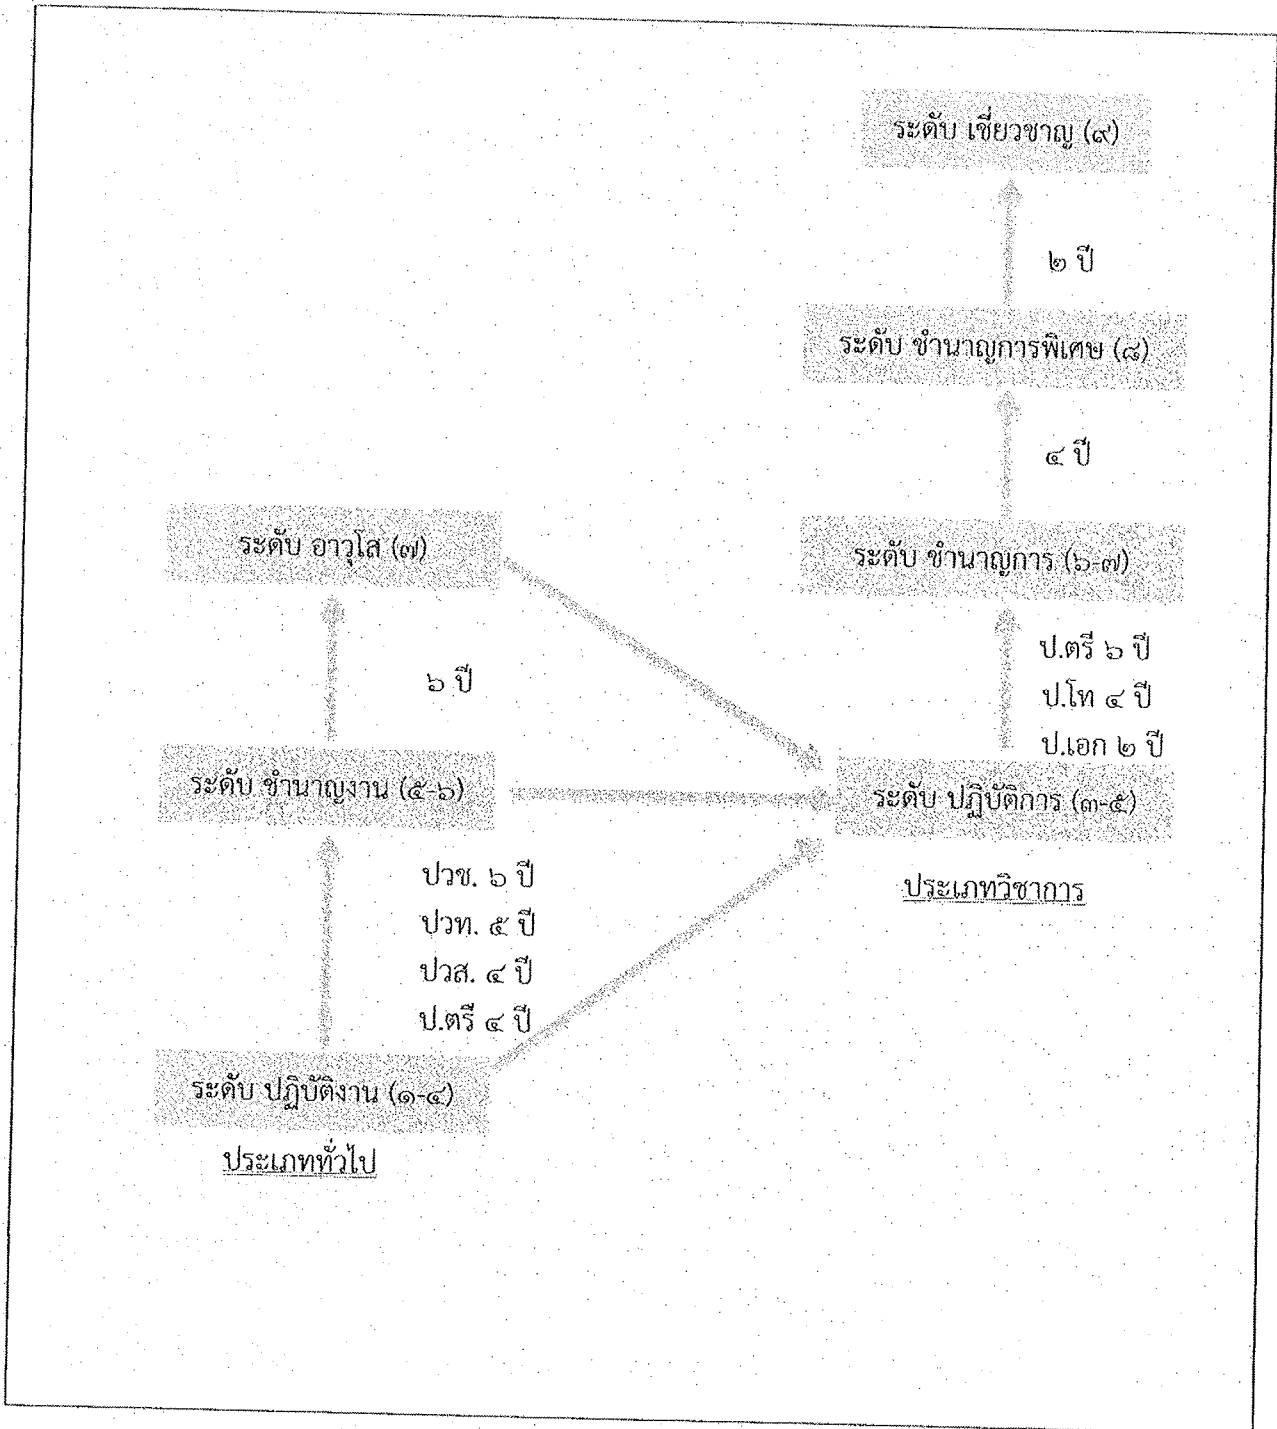 ระดับ เชี่ยวชาญ (๙)
๒ ปี
ระดับ ชำนาญการพิเศษ (๘)
๔ ปี
ระดับ อาวุโส (๗)
ระดับ ชำนาญการ (๖-๗)
๖ ปี
ป.ตรี ๖ ปี
ป.โท ๔ ปี
ป.เอก ๒ ปี
ระดับ ชำนาญงาน (๕-๖)
ระดับ ปฏิบัติการ (๓-๕)
ประเภทวิชาการ
ปวช. ๖ ปี
ปวท. ๕ ปี
ปวส. ๔ ปี
ป.ตรี ๔ ปี
ระดับ ปฏิบัติงาน (๑-๔)
ประเภททั่วไป